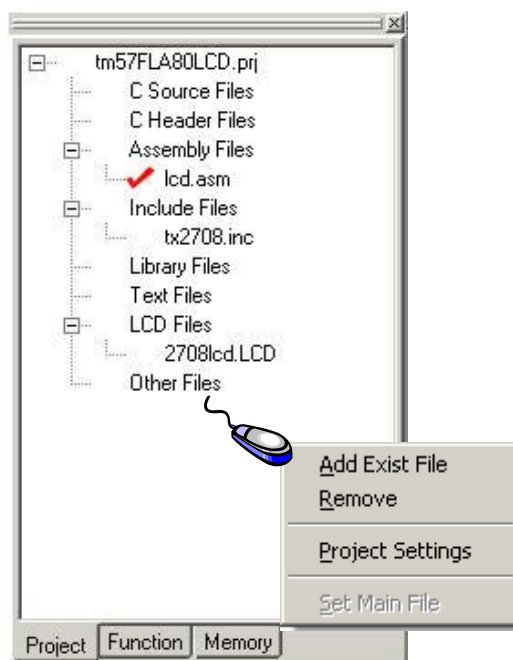 tm57FLA80LCD.prj
C Source Files
C Header Files
Assembly Files
lcd.asm
Include Files
tx2708.inc
Library Files
Text Files
LCD Files
2708lcd.LCD
Other Files
Add Exist File
Remove
Project Settings
Set Main File
Project Function Memory